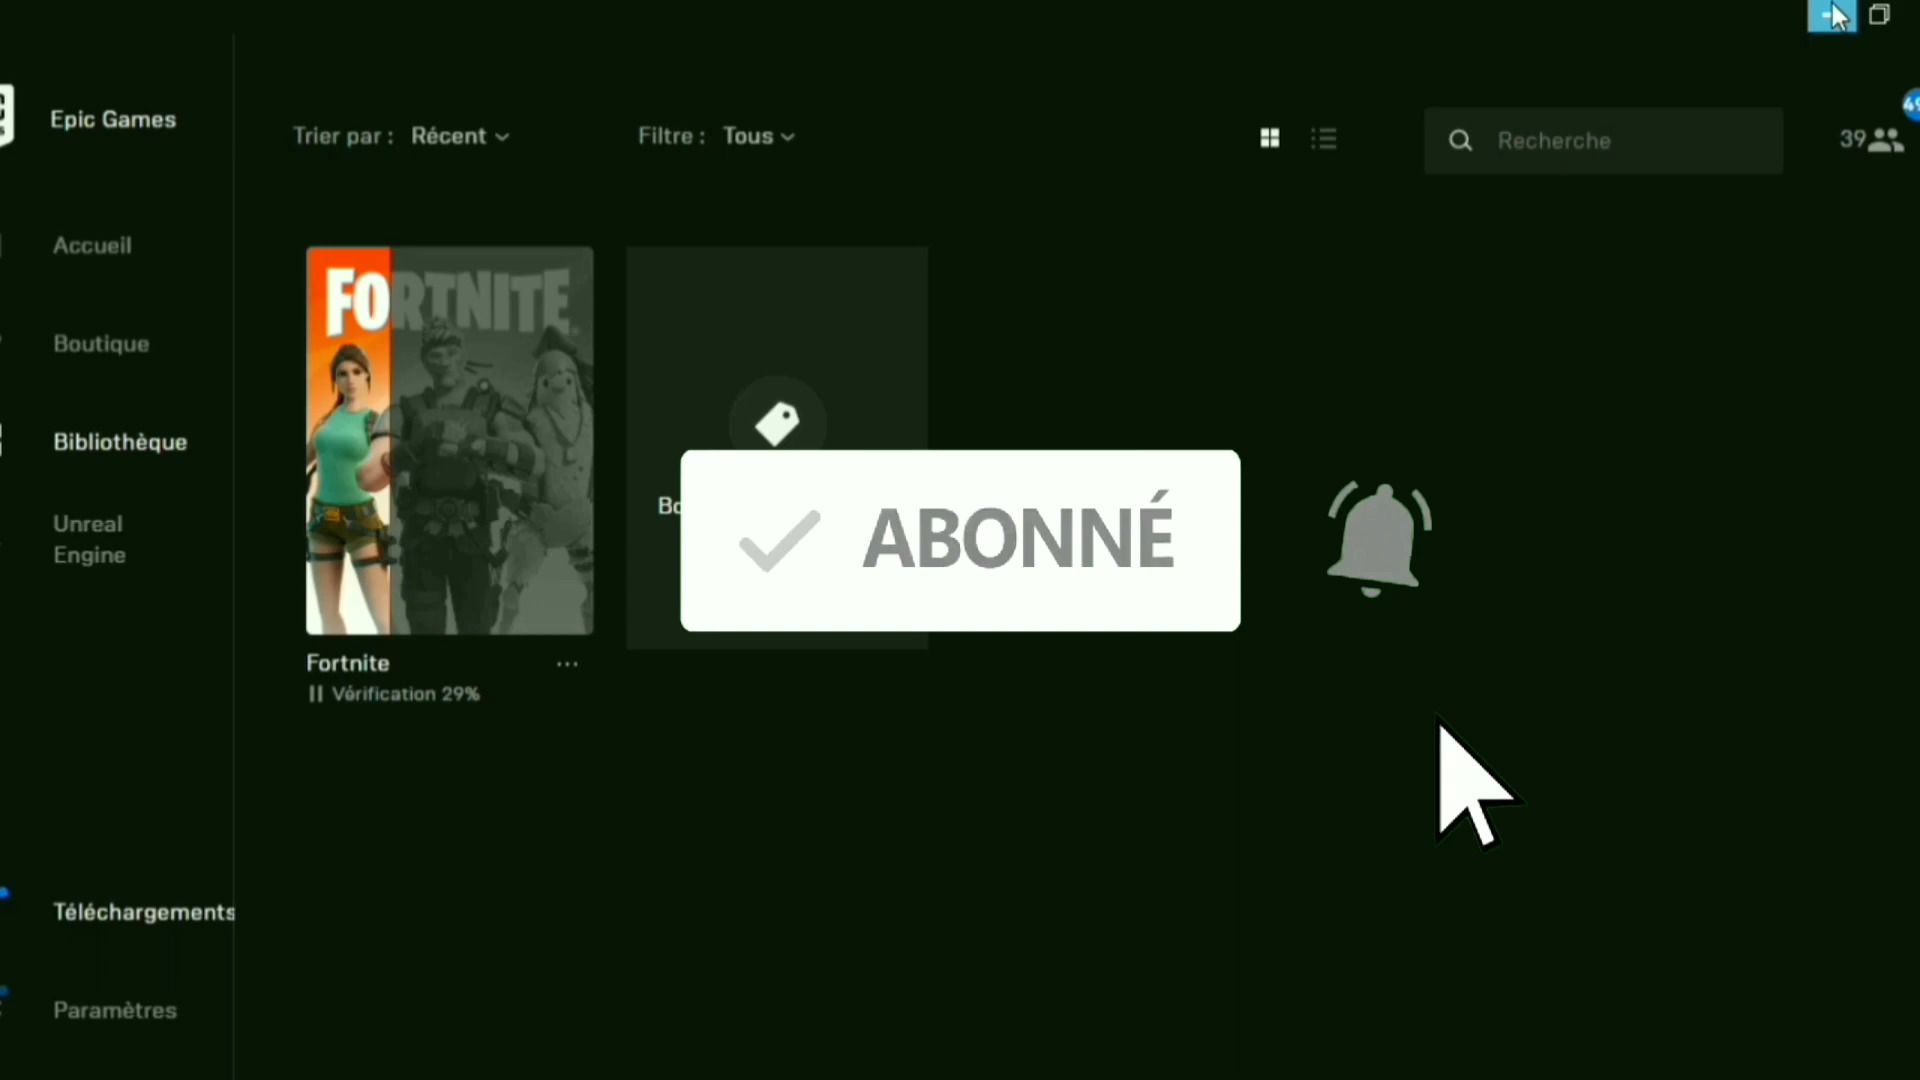 Epic Games
Trier par : Récent
Filtre : Tous
Recherche
39
Accueil
Boutique
Bibliothèque
Unreal
Engine
FORTNITE
ABONNÉ
Fortnite
Vérification 29%
Téléchargements
Paramètres